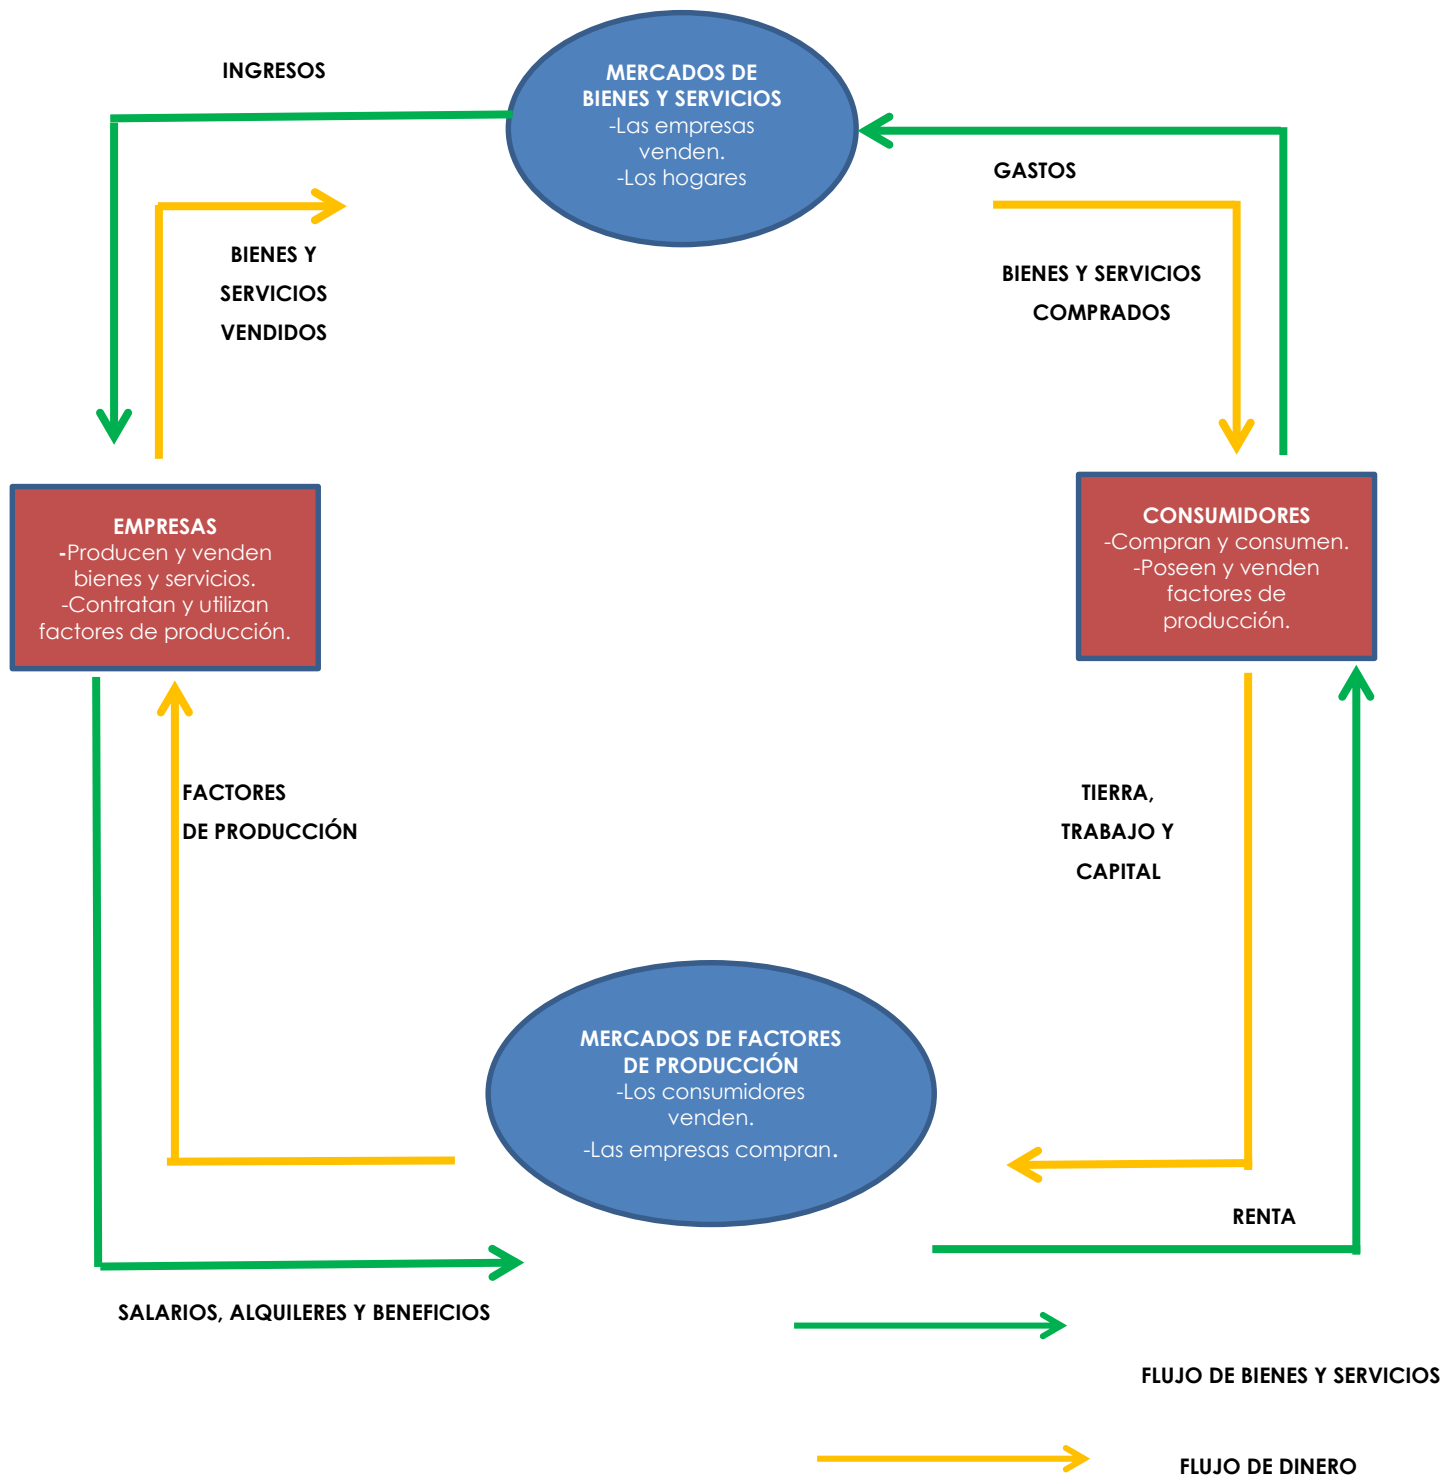 INGRESOS
MERCADOS DE
BIENES Y SERVICIOS
-Las empresas
venden.
-Los hogares
GASTOS
BIENES Y
SERVICIOS
VENDIDOS
BIENES Y SERVICIOS
COMPRADOS
EMPRESAS
-Producen y venden
bienes y servicios.
-Contratan y utilizan
factores de producción.
CONSUMIDORES
-Compran y consumen.
-Poseen y venden
factores de
producción.
FACTORES
DE PRODUCCIÓN
TIERRA,
TRABAJO Y
CAPITAL
MERCADOS DE FACTORES
DE PRODUCCIÓN
-Los consumidores
venden.
-Las empresas compran.
RENTA
SALARIOS, ALQUILERES Y BENEFICIOS
FLUJO DE BIENES Y SERVICIOS
FLUJO DE DINERO